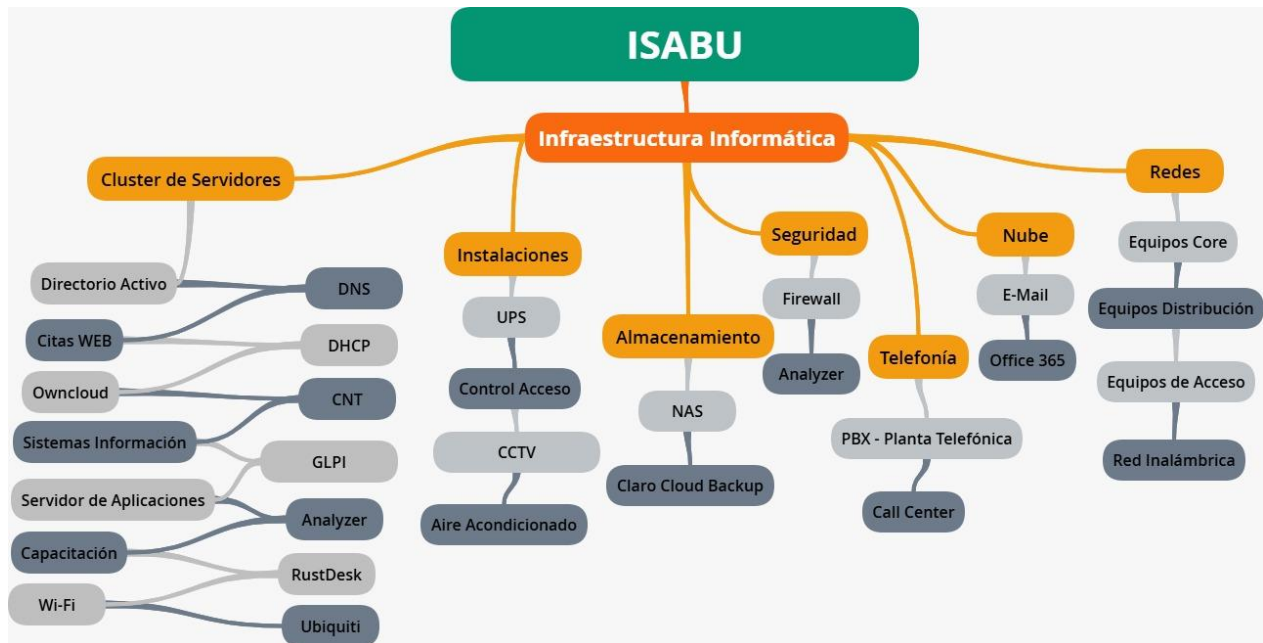 ISABU
Infraestructura Informática
Cluster de Servidores
Directorio Activo
DNS
Citas WEB
DHCP
Owncloud
CNT
Sistemas Información
GLPI
Servidor de Aplicaciones
Analyzer
Capacitación
RustDesk
Wi-Fi
Ubiquiti
Instalaciones
UPS
Control Acceso
CCTV
Aire Acondicionado
Almacenamiento
NAS
Claro Cloud Backup
Seguridad
Firewall
Analyzer
Telefonía
PBX - Planta Telefónica
Call Center
Nube
E-Mail
Office 365
Redes
Equipos Core
Equipos Distribución
Equipos de Acceso
Red Inalámbrica